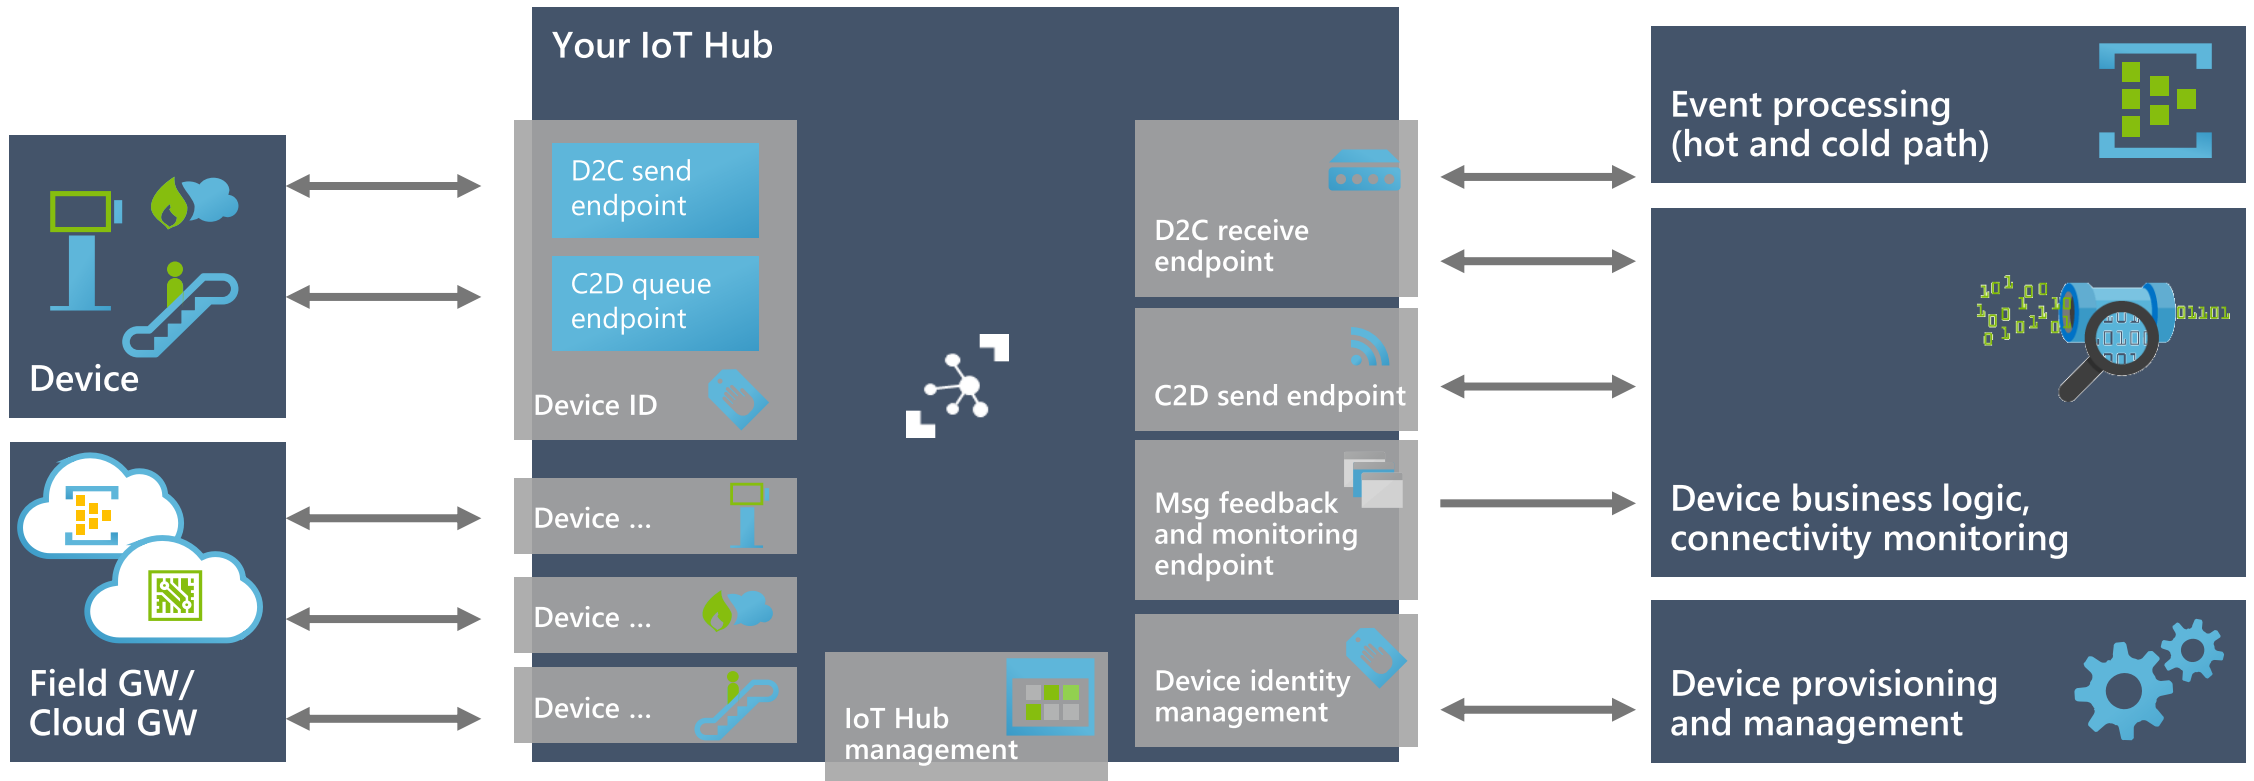 Your IoT Hub
Device
Field GW/
Cloud GW
D2C send
endpoint
C2D queue
endpoint
Device ID
Device ...
Device ...
Device ...
IoT Hub
management
D2C receive
endpoint
C2D send endpoint
Msg feedback
and monitoring
endpoint
Device identity
management
Event processing
(hot and cold path)
01101
Device business logic,
connectivity monitoring
Device provisioning
and management